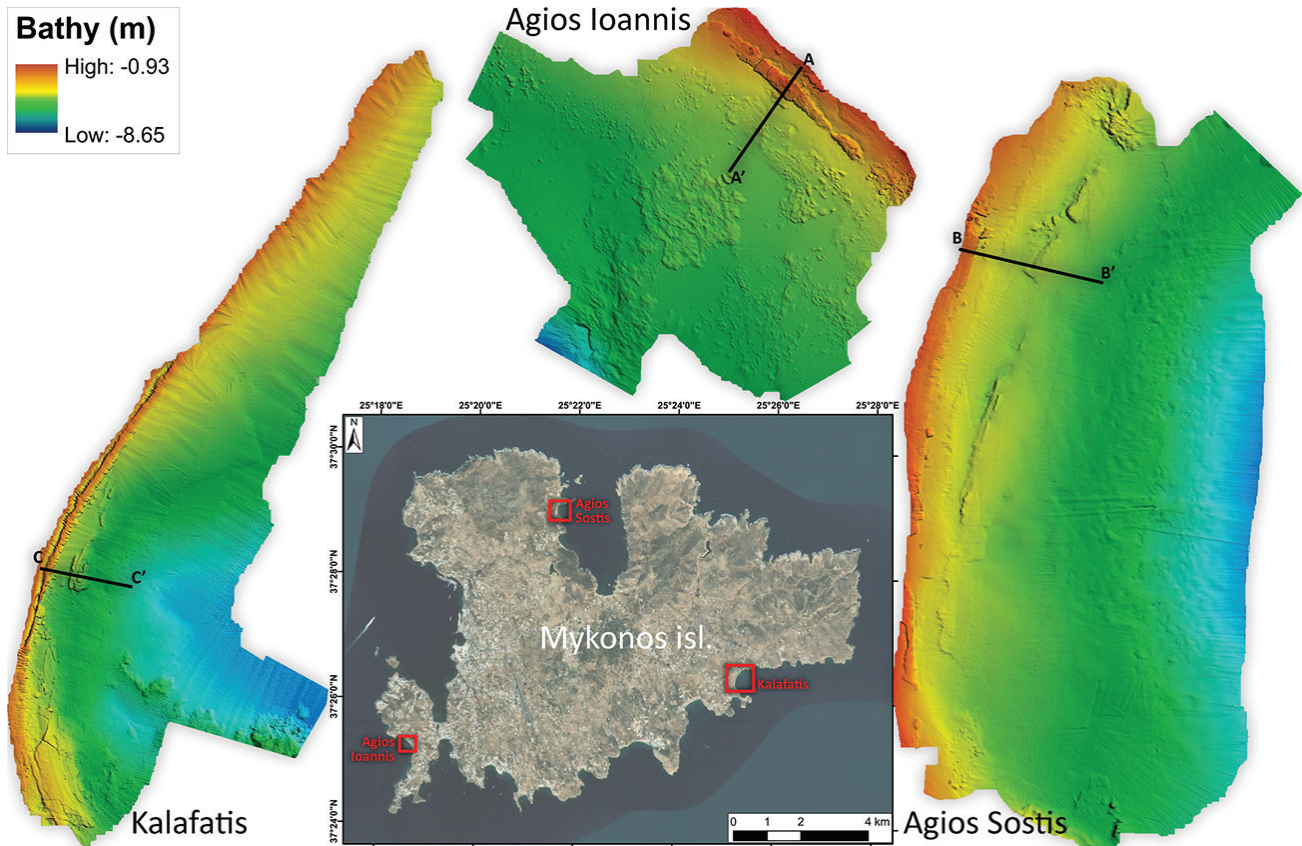 Bathy (m)
High: -0.93
Low: -8.65
Agios Ioannis
A
A'
B
B'
C
C'
Kalafatis
Agios Sostis
25°18'0"E
25°20'0"E
25°22'0"E
25°24'0"E
25°26'0"E
25°28'0"E
37°30'0"N
37°28'0"N
37°26'0"N
37°24'0"N
N
Agios
Sostis
Mykonos isl.
Kalafatis
Agios
Ioannis
0 1 2 4 km